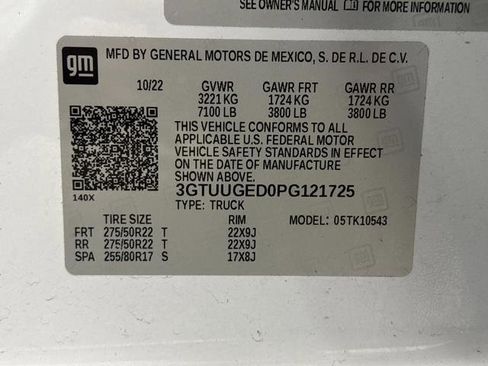 SEE OWNER'S MANUAL FOR MORE INFORMATION
gm
MFD BY GENERAL MOTORS DE MEXICO, S. DE R.L. DE C.V.
10/22 GVWR GAWR FRT GAWR RR
3221 KG 1724 KG 1724 KG
7100 LB 3800 LB 3800 LB
THIS VEHICLE CONFORMS TO ALL
APPLICABLE U.S. FEDERAL MOTOR
VEHICLE SAFETY STANDARDS IN EFFECT
ON THE DATE OF MANUFACTURE
SHOWN ABOVE.
3GTUUGED0PG121725
140X TYPE: TRUCK
TIRE SIZE RIM MODEL: 05TK10543
FRT 275/50R22 T 22X9J
RR 275/50R22 T 22X9J
SPA 255/80R17 S 17X8J